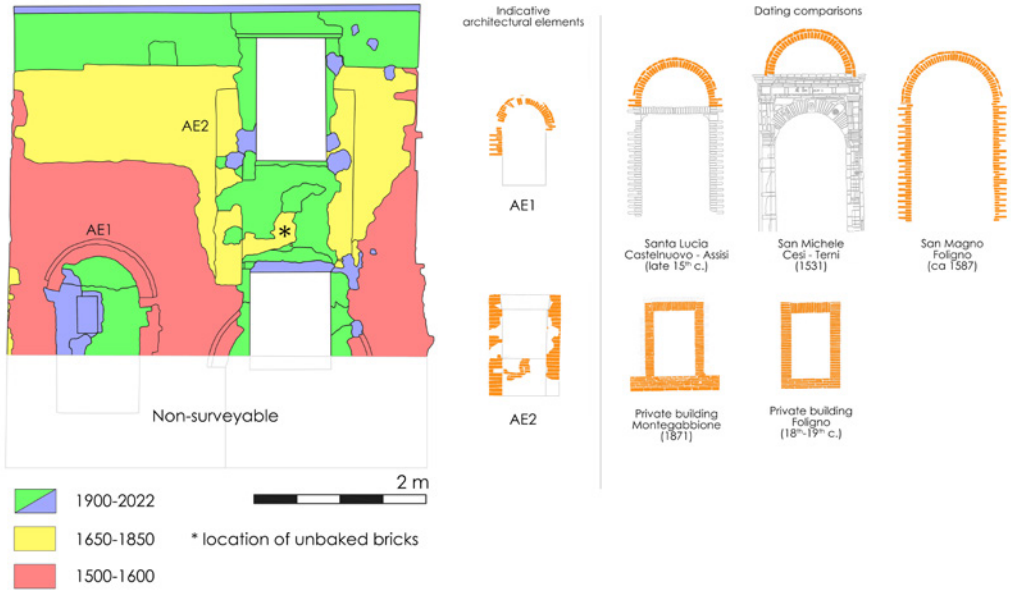 Indicative
architectural elements
Dating comparisons
AE2
AE1
*
AE1
Santa Lucia
Castelnuovo - Assisi
(late 15th c.)
San Michele
Cesi - Terni
(1531)
San Magno
Foligno
(ca 1587)
Non-surveyable
AE2
Private building
Montegabbione
(1871)
Private building
Foligno
(18th-19th c.)
2 m
1900-2022
1650-1850
* location of unbaked bricks
1500-1600